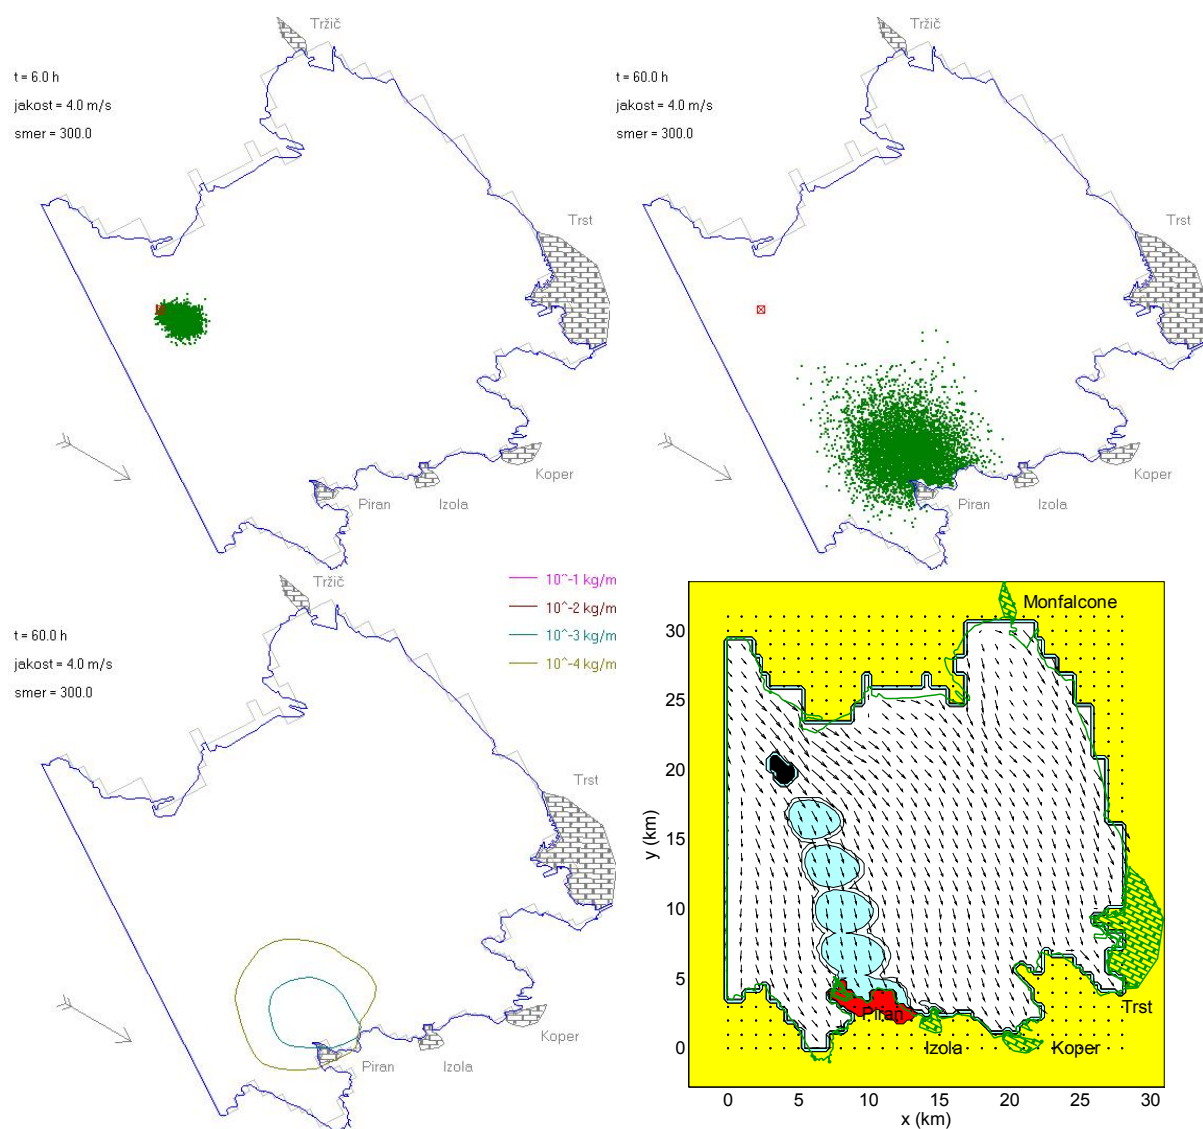 Tržič
t = 6.0 h
jakost = 4.0 m/s
smer = 300.0
Trst
Koper
Piran
Izola
Tržič
t = 60.0 h
jakost = 4.0 m/s
smer = 300.0
Trst
Koper
Piran
Izola
Tržič
10^-1 kg/m
10^-2 kg/m
10^-3 kg/m
10^-4 kg/m
t = 60.0 h
jakost = 4.0 m/s
smer = 300.0
Trst
Koper
Piran
Izola
Monfalcone
30
25
20
15
10
5
0
y (km)
Trst
Piran
Izola
Koper
0
5
10
15
20
25
30
x (km)